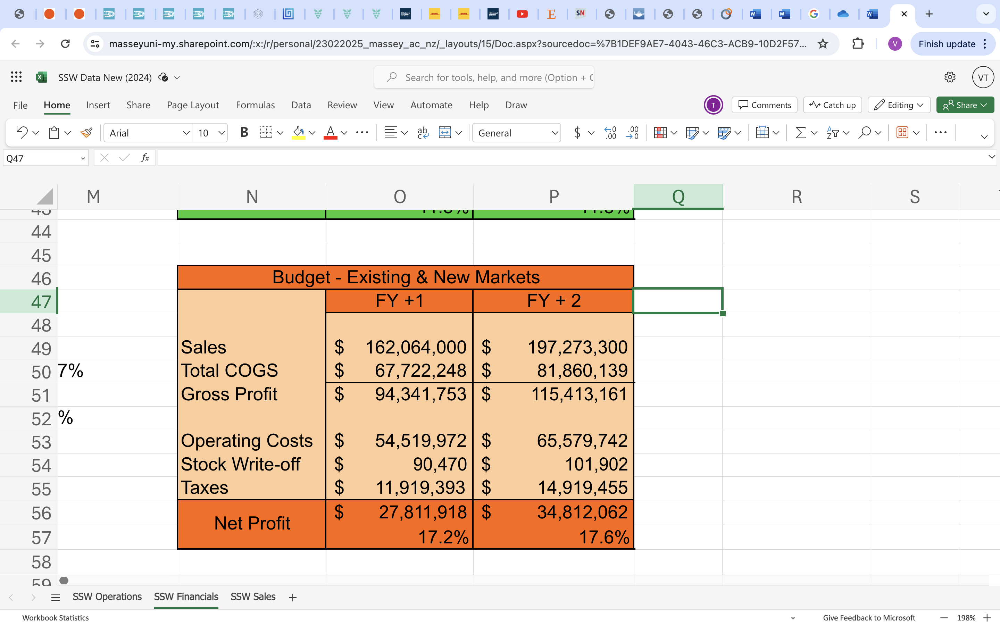 SN
masseyuni-my.sharepoint.com/:x:/r/personal/23022025_massey_ac_nz/_layouts/15/Doc.aspx?sourcedoc=%7B1DEF9AE7-4043-46C3-ACB9-10D2F57...
V
Finish update
SSW Data New (2024)
Search for tools, help, and more (Option +
VT
File Home Insert Share Page Layout Formulas Data Review View Automate Help Draw
T
Comments
Catch up
Editing
Share
Arial
10
B
A
ab
General
$
.00
.00
Q47
fx
M N O P Q R S
44
45
46 Budget - Existing & New Markets
47 FY +1 FY + 2
48
49 Sales $ 162,064,000 $ 197,273,300
50 7% Total COGS $ 67,722,248 $ 81,860,139
51 Gross Profit $ 94,341,753 $ 115,413,161
52 %
53 Operating Costs $ 54,519,972 $ 65,579,742
54 Stock Write-off $ 90,470 $ 101,902
55 Taxes $ 11,919,393 $ 14,919,455
56 Net Profit $ 27,811,918 $ 34,812,062
57 17.2% 17.6%
58
SSW Operations SSW Financials SSW Sales
Workbook Statistics
Give Feedback to Microsoft
198%